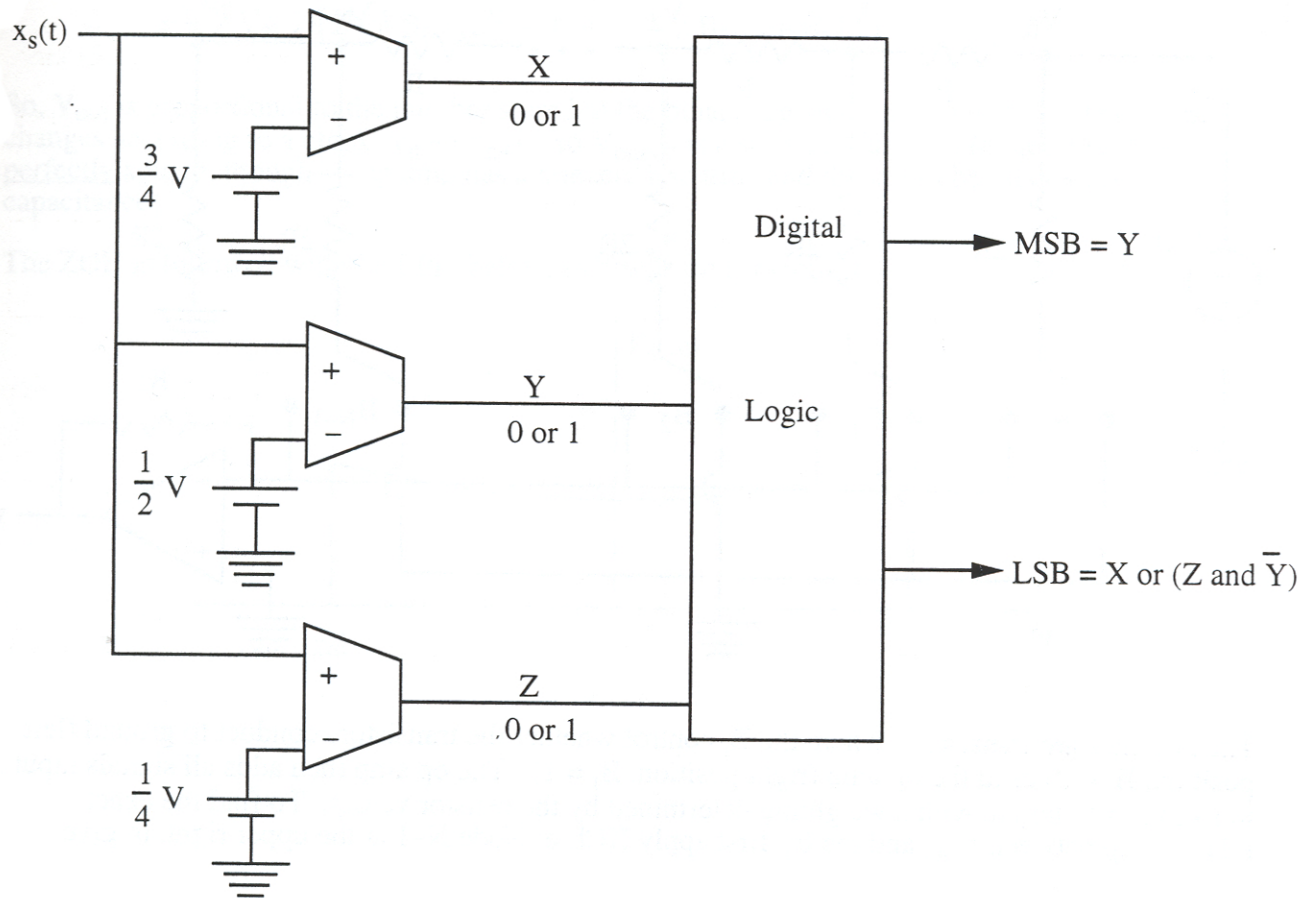 x_s(t)
+
−
X
0 or 1
3/4 V
Digital
MSB = Y
+
−
Y
0 or 1
Logic
1/2 V
LSB = X or (Z and Y̅)
+
−
Z
0 or 1
1/4 V